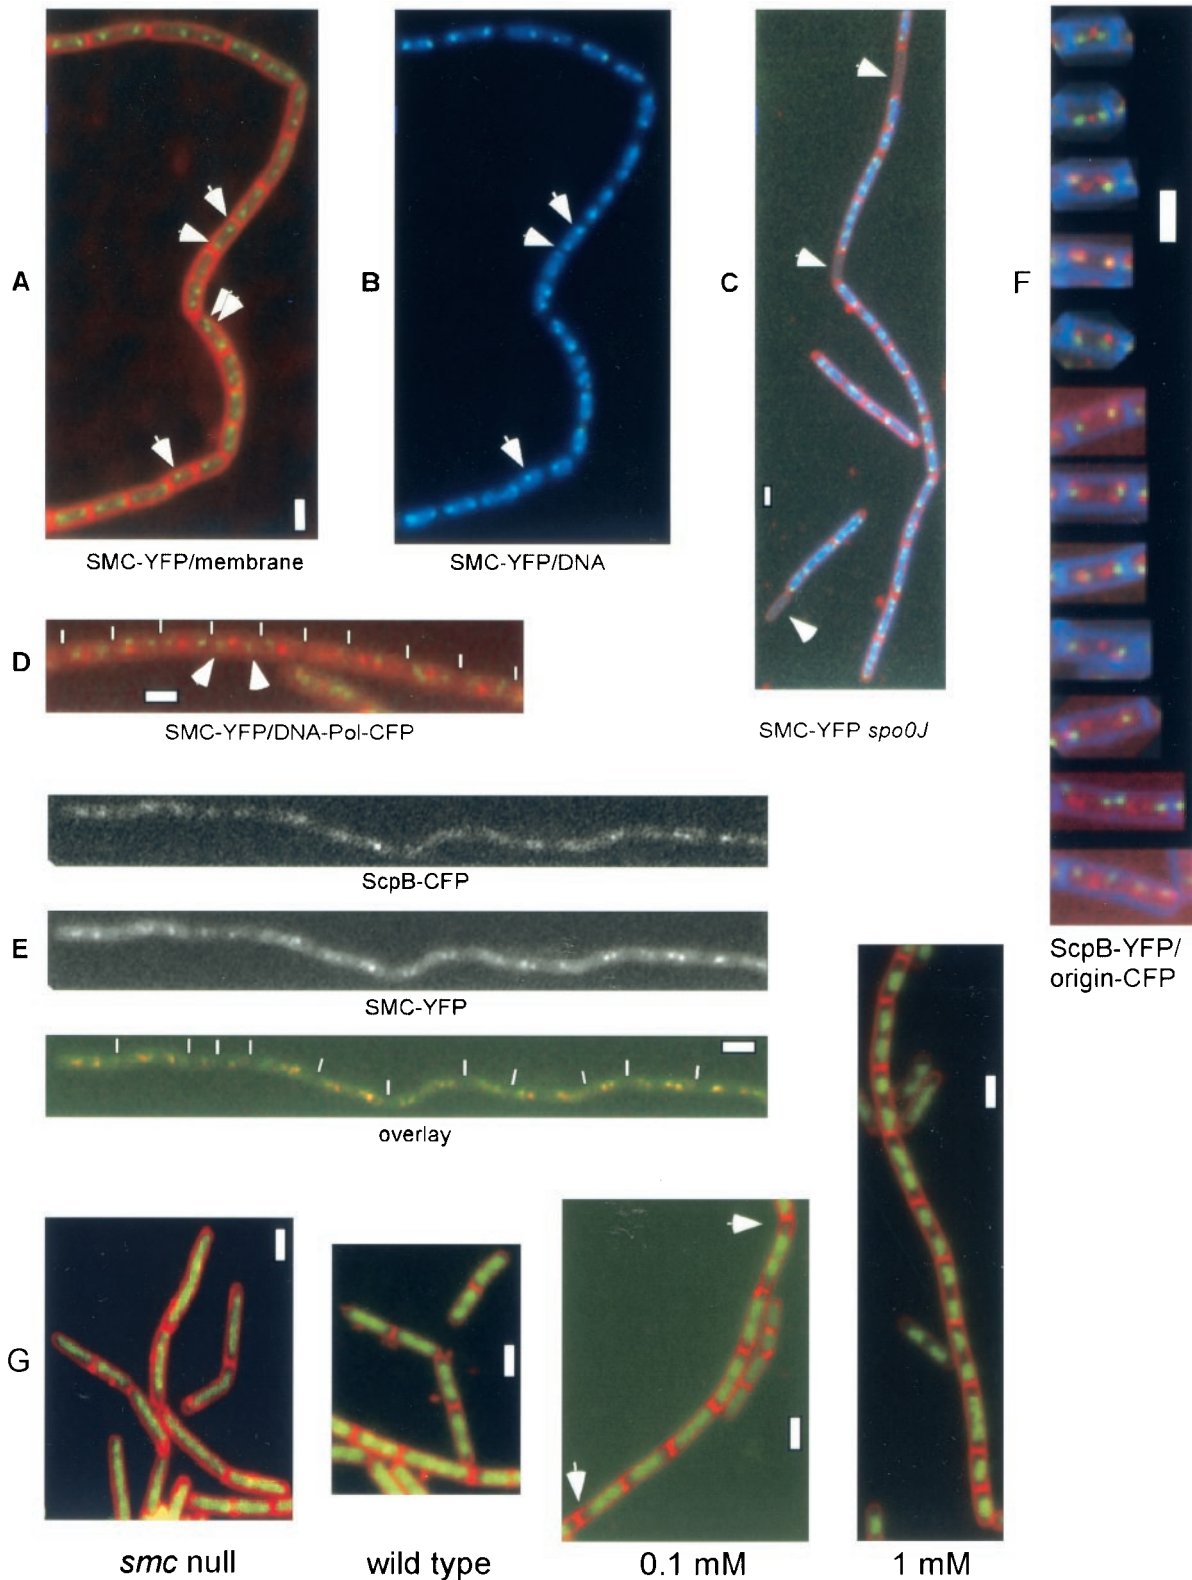 A
B
C
F
SMC-YFP/membrane
SMC-YFP/DNA
D
SMC-YFP/DNA-Pol-CFP
SMC-YFP spo0J
ScpB-CFP
E
SMC-YFP
ScpB-YFP/
origin-CFP
overlay
G
smc null
wild type
0.1 mM
1 mM